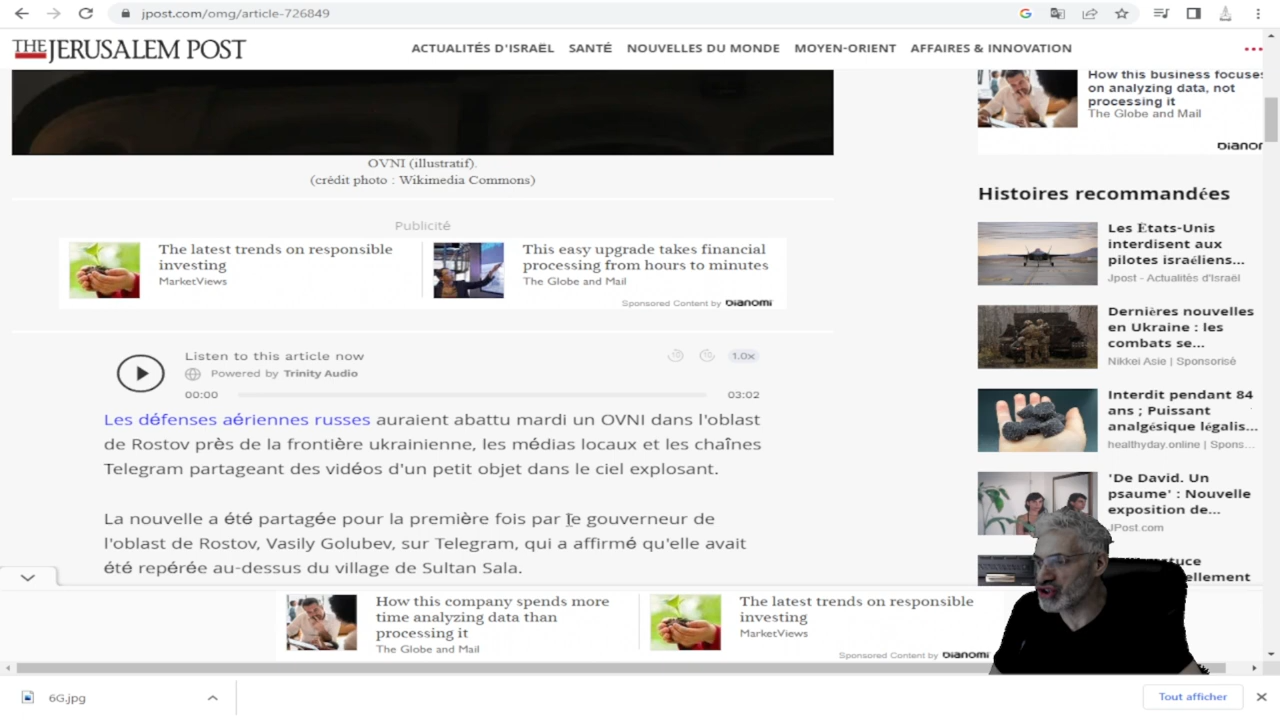 jpost.com/omg/article-726849
THE JERUSALEM POST
ACTUALITÉS D'ISRAËL SANTÉ NOUVELLES DU MONDE MOYEN-ORIENT AFFAIRES & INNOVATION
OVNI (illustratif).
(crédit photo : Wikimedia Commons)
Publicité
The latest trends on responsible
investing
MarketViews
This easy upgrade takes financial
processing from hours to minutes
The Globe and Mail
Sponsored Content by bianomi
Listen to this article now
Powered by Trinity Audio
1.0x
00:00
03:02
Les défenses aériennes russes auraient abattu mardi un OVNI dans l'oblast
de Rostov près de la frontière ukrainienne, les médias locaux et les chaînes
Telegram partageant des vidéos d'un petit objet dans le ciel explosant.
La nouvelle a été partagée pour la première fois par le gouverneur de
l'oblast de Rostov, Vasily Golubev, sur Telegram, qui a affirmé qu'elle avait
été repérée au-dessus du village de Sultan Sala.
How this business focuses
on analyzing data, not
processing it
The Globe and Mail
Histoires recommandées
Les États-Unis
interdisent aux
pilotes israéliens...
Jpost - Actualités d'Israël
Dernières nouvelles
en Ukraine : les
combats se...
Nikkei Asie | Sponsorisé
Interdit pendant 84
ans ; Puissant
analgésique légalis...
healthyday.online | Spons...
'De David. Un
psaume' : Nouvelle
exposition de...
JPost.com
How this company spends more
time analyzing data than
processing it
The Globe and Mail
The latest trends on responsible
investing
MarketViews
Sponsored Content by bianomi
6G.jpg
Tout afficher